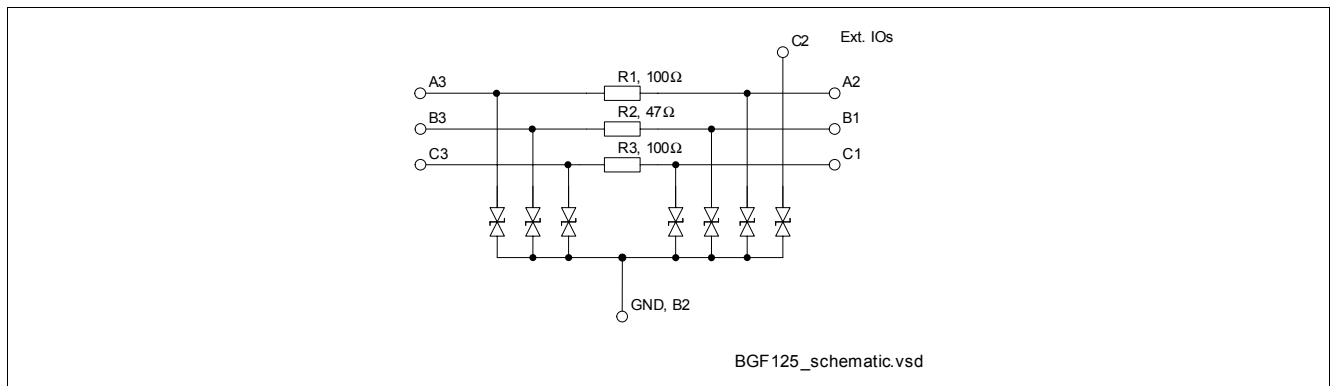 C2 Ext. IOs
R1, 100Ω
A3 A2
R2, 47Ω
B3 B1
R3, 100Ω
C3 C1
GND, B2
BGF125_schematic.vsd